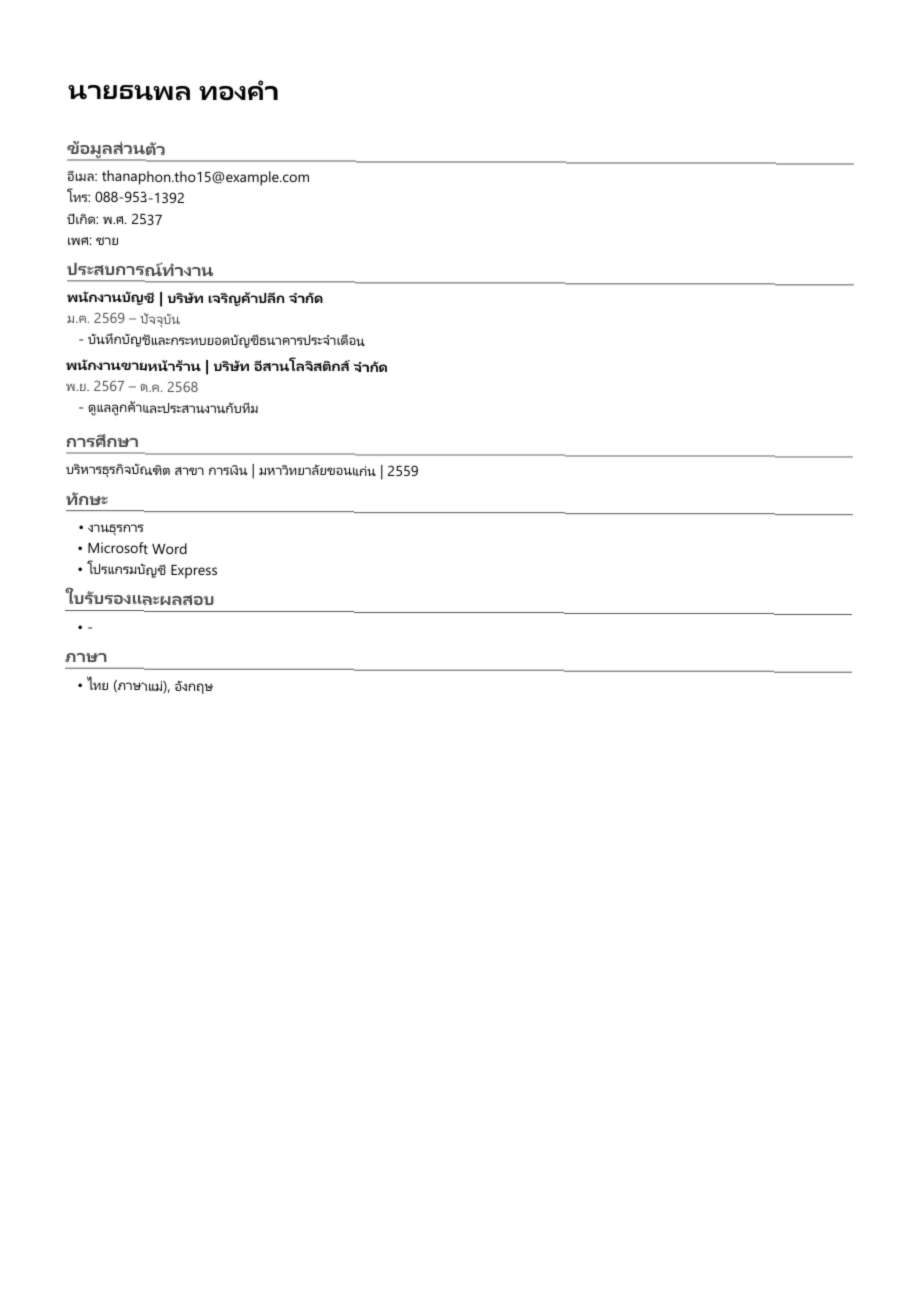 นายธนพล ทองคำ
ข้อมูลส่วนตัว
อีเมล: thanaphon.tho15@example.com
โทร: 088-953-1392
ปีเกิด: พ.ศ. 2537
เพศ: ชาย
ประสบการณ์ทำงาน
พนักงานบัญชี | บริษัท เจริญค้าปลีก จำกัด
ม.ค. 2569 – ปัจจุบัน
- บันทึกบัญชีและกระทบยอดบัญชีธนาคารประจำเดือน
พนักงานขายหน้าร้าน | บริษัท อีสานโลจิสติกส์ จำกัด
พ.ย. 2567 – ต.ค. 2568
- ดูแลลูกค้าและประสานงานกับทีม
การศึกษา
บริหารธุรกิจบัณฑิต สาขา การเงิน | มหาวิทยาลัยขอนแก่น | 2559
ทักษะ
• งานธุรการ
• Microsoft Word
• โปรแกรมบัญชี Express
ใบรับรองและผลสอบ
• -
ภาษา
• ไทย (ภาษาแม่), อังกฤษ